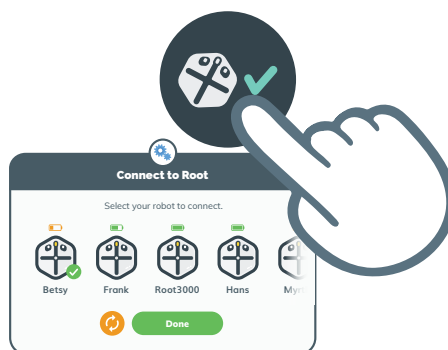 Connect to Root
Select your robot to connect.
Betsy Frank Root3000 Hans
Done